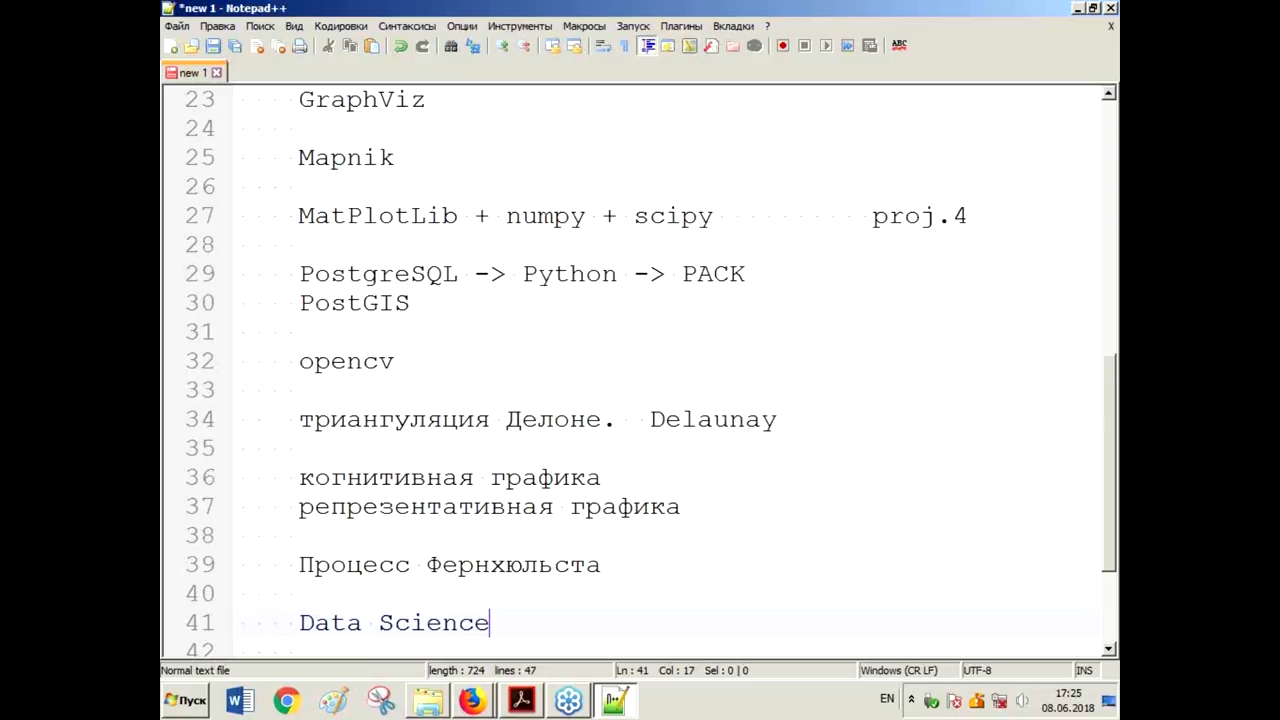 *new 1 - Notepad++
Файл Правка Поиск Вид Кодировки Синтаксисы Опции Инструменты Макросы Запуск Плагины Вкладки ? X
ABC
new 1
23 GraphViz
24
25 Mapnik
26
27 MatPlotLib + numpy + scipy proj.4
28
29 PostgreSQL -> Python -> PACK
30 PostGIS
31
32 opencv
33
34 триангуляция Делоне. Delaunay
35
36 когнитивная графика
37 репрезентативная графика
38
39 Процесс Фернхюльста
40
41 Data Science
42
Normal text file length : 724 lines : 47 Ln : 41 Col : 17 Sel : 0 | 0 Windows (CR LF) UTF-8 INS
Пуск EN 17:25
08.06.2018